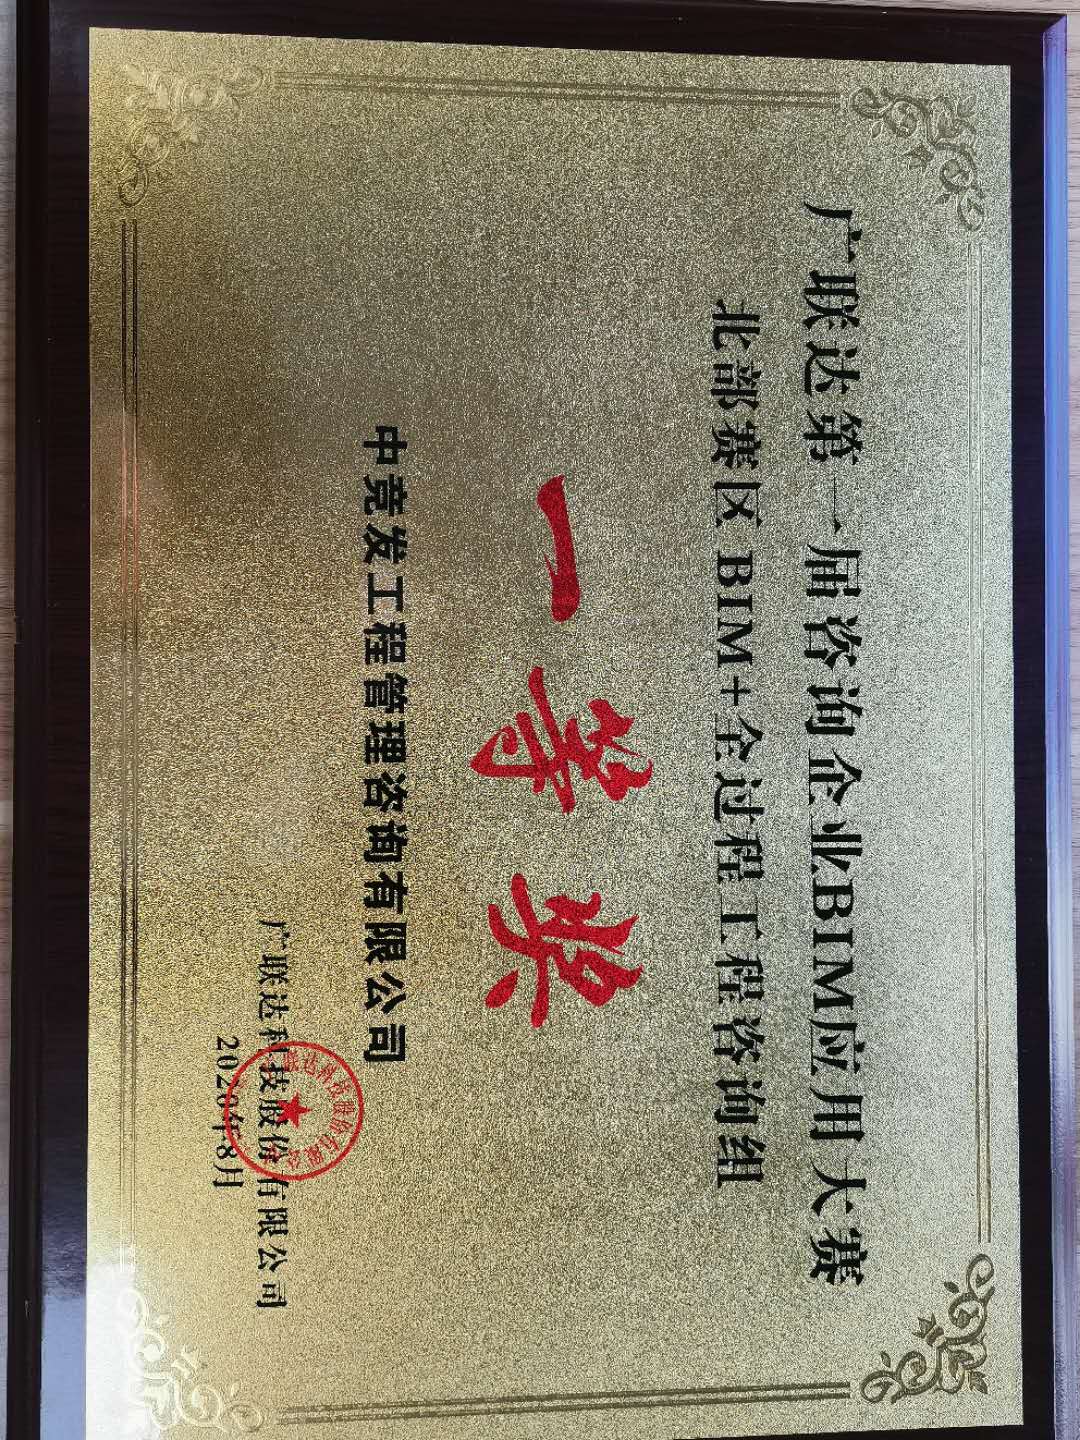 广联达第一届咨询企业BIM应用大赛
北部赛区 BIM+全过程工程咨询组
一等奖
中竞发工程管理咨询有限公司
广联达科技股份有限公司
2020年8月